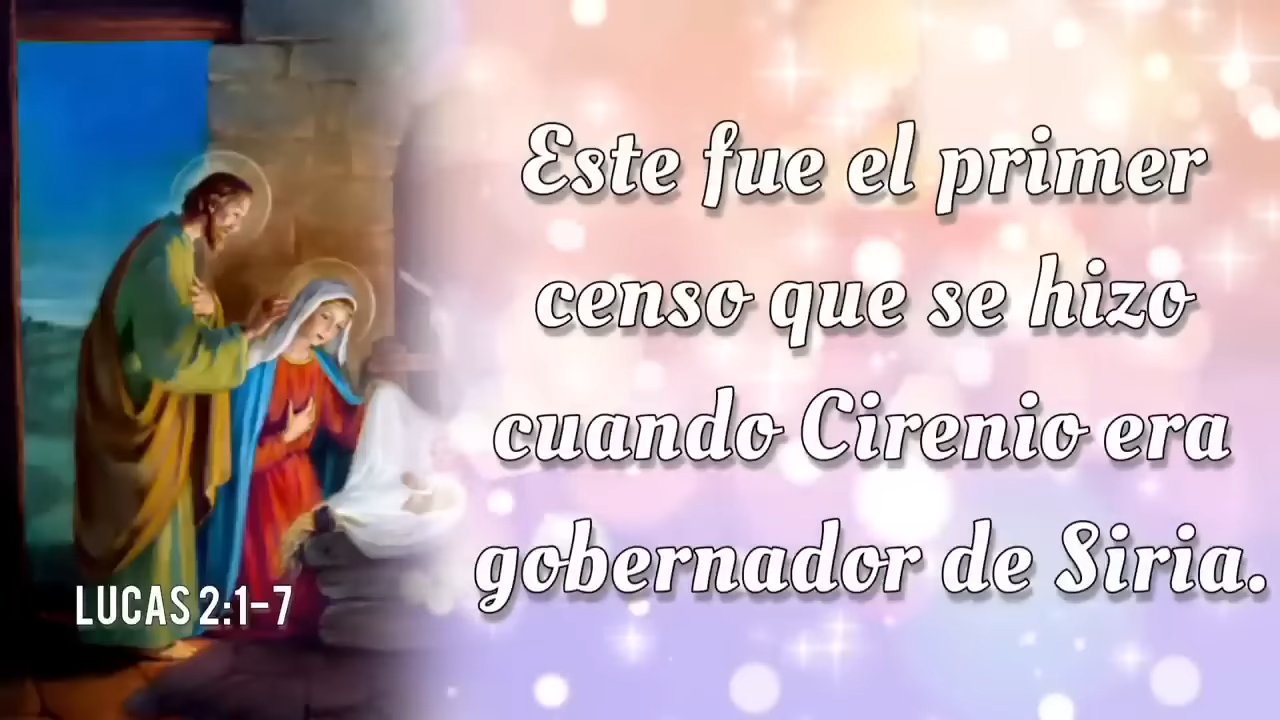 Este fue el primer
censo que se hizo
cuando Cirenio era
gobernador de Siria.
LUCAS 2:1-7